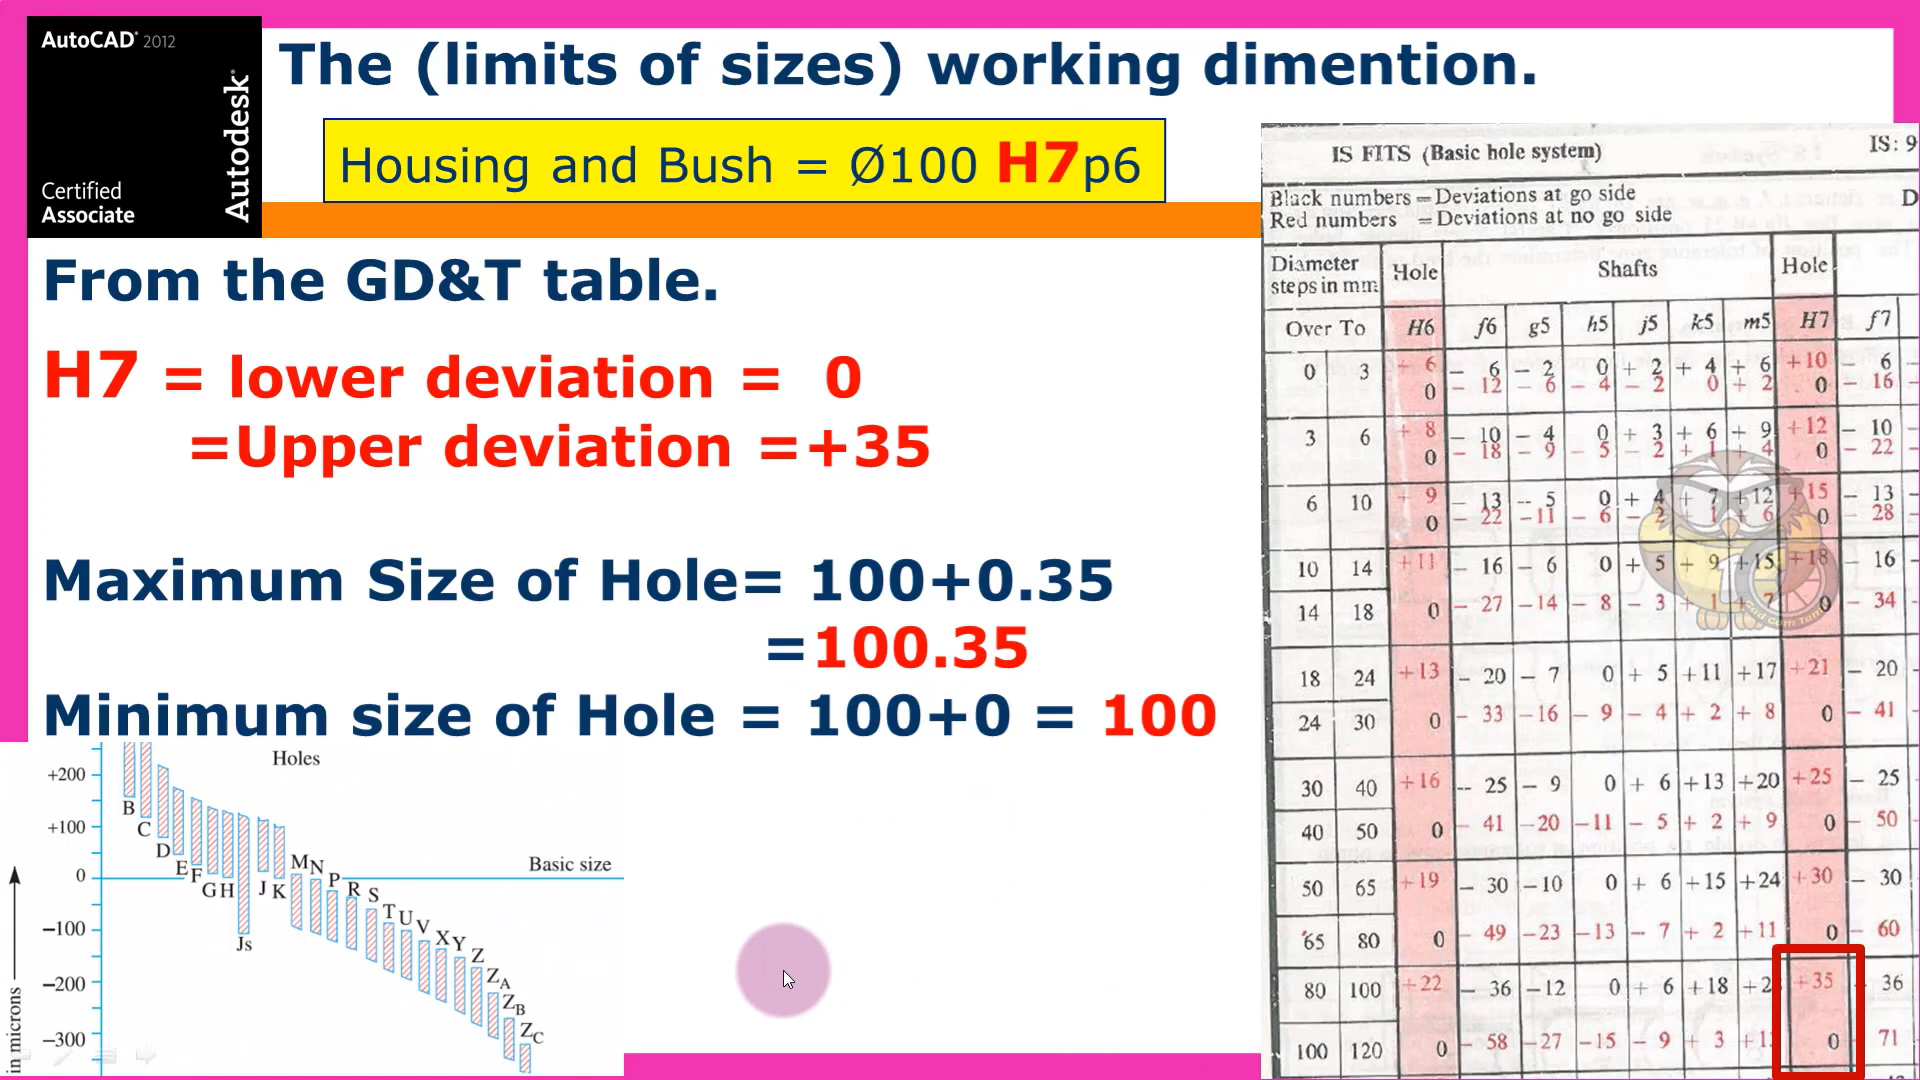 AutoCAD 2012
Autodesk
Certified
Associate
The (limits of sizes) working dimention.
Housing and Bush = Ø100 H7p6
From the GD&T table.
H7 = lower deviation = 0
=Upper deviation =+35
Maximum Size of Hole= 100+0.35
=100.35
Minimum size of Hole = 100+0 = 100
Holes
+200
+100
0
-100
-200
-300
in microns
Basic size
B C D E F G H Js J K M N P R S T U V X Y Z ZA ZB ZC
IS FITS (Basic hole system) IS: 9
Black numbers = Deviations at go side
Red numbers = Deviations at no go side
D
Diameter steps in mm Hole Shafts Hole
Over To H6 f6 g5 h5 j5 k5 m5 H7 f7
0 3 + 6 - 6 - 2 0 + 2 + 4 + 6 +10 - 6
0 - 12 - 6 - 4 - 2 0 + 2 0 - 16
3 6 + 8 - 10 - 4 0 + 3 + 6 + 9 +12 - 10
0 - 18 - 9 - 5 - 2 + 1 + 4 0 - 22
6 10 + 9 - 13 -- 5 0 + 4 + 7 +12 +15 - 13
0 - 22 -11 - 6 - 2 + 1 + 6 0 - 28
10 14 +11 - 16 - 6 0 + 5 + 9 +15 +18 - 16
14 18 0 - 27 -14 - 8 - 3 + 1 + 7 0 - 34
18 24 +13 - 20 - 7 0 + 5 +11 +17 +21 - 20
24 30 0 - 33 -16 - 9 - 4 + 2 + 8 0 - 41
30 40 +16 -- 25 - 9 0 + 6 +13 +20 +25 - 25
40 50 0 - 41 -20 -11 - 5 + 2 + 9 0 - 50
50 65 +19 - 30 -10 0 + 6 +15 +24 +30 - 30
65 80 0 - 49 -23 -13 - 7 + 2 +11 0 - 60
80 100 +22 - 36 -12 0 + 6 +18 +2 +35 36
100 120 0 - 58 -27 -15 - 9 + 3 +1 0 71